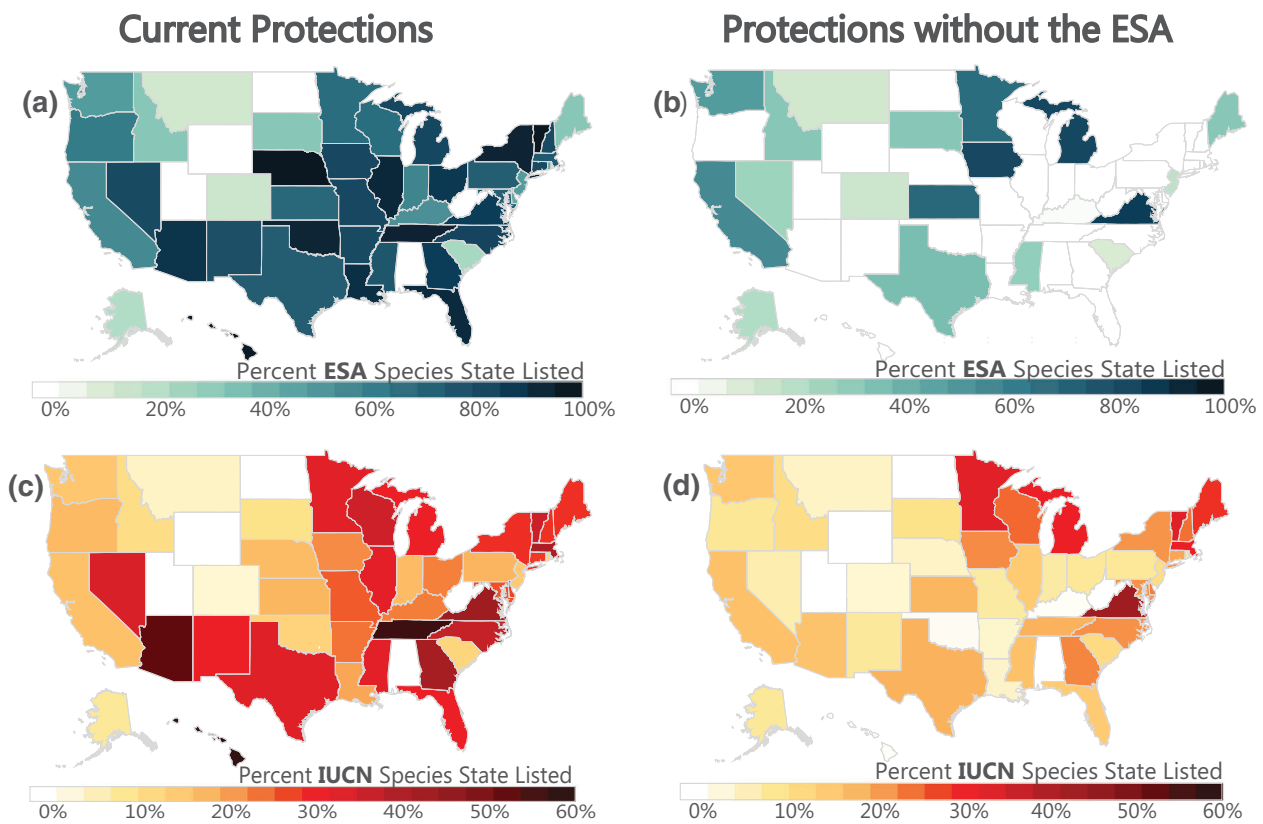 Current Protections
Protections without the ESA
(a)
(b)
Percent ESA Species State Listed
0% 20% 40% 60% 80% 100%
Percent ESA Species State Listed
0% 20% 40% 60% 80% 100%
(c)
(d)
Percent IUCN Species State Listed
0% 10% 20% 30% 40% 50% 60%
Percent IUCN Species State Listed
0% 10% 20% 30% 40% 50% 60%